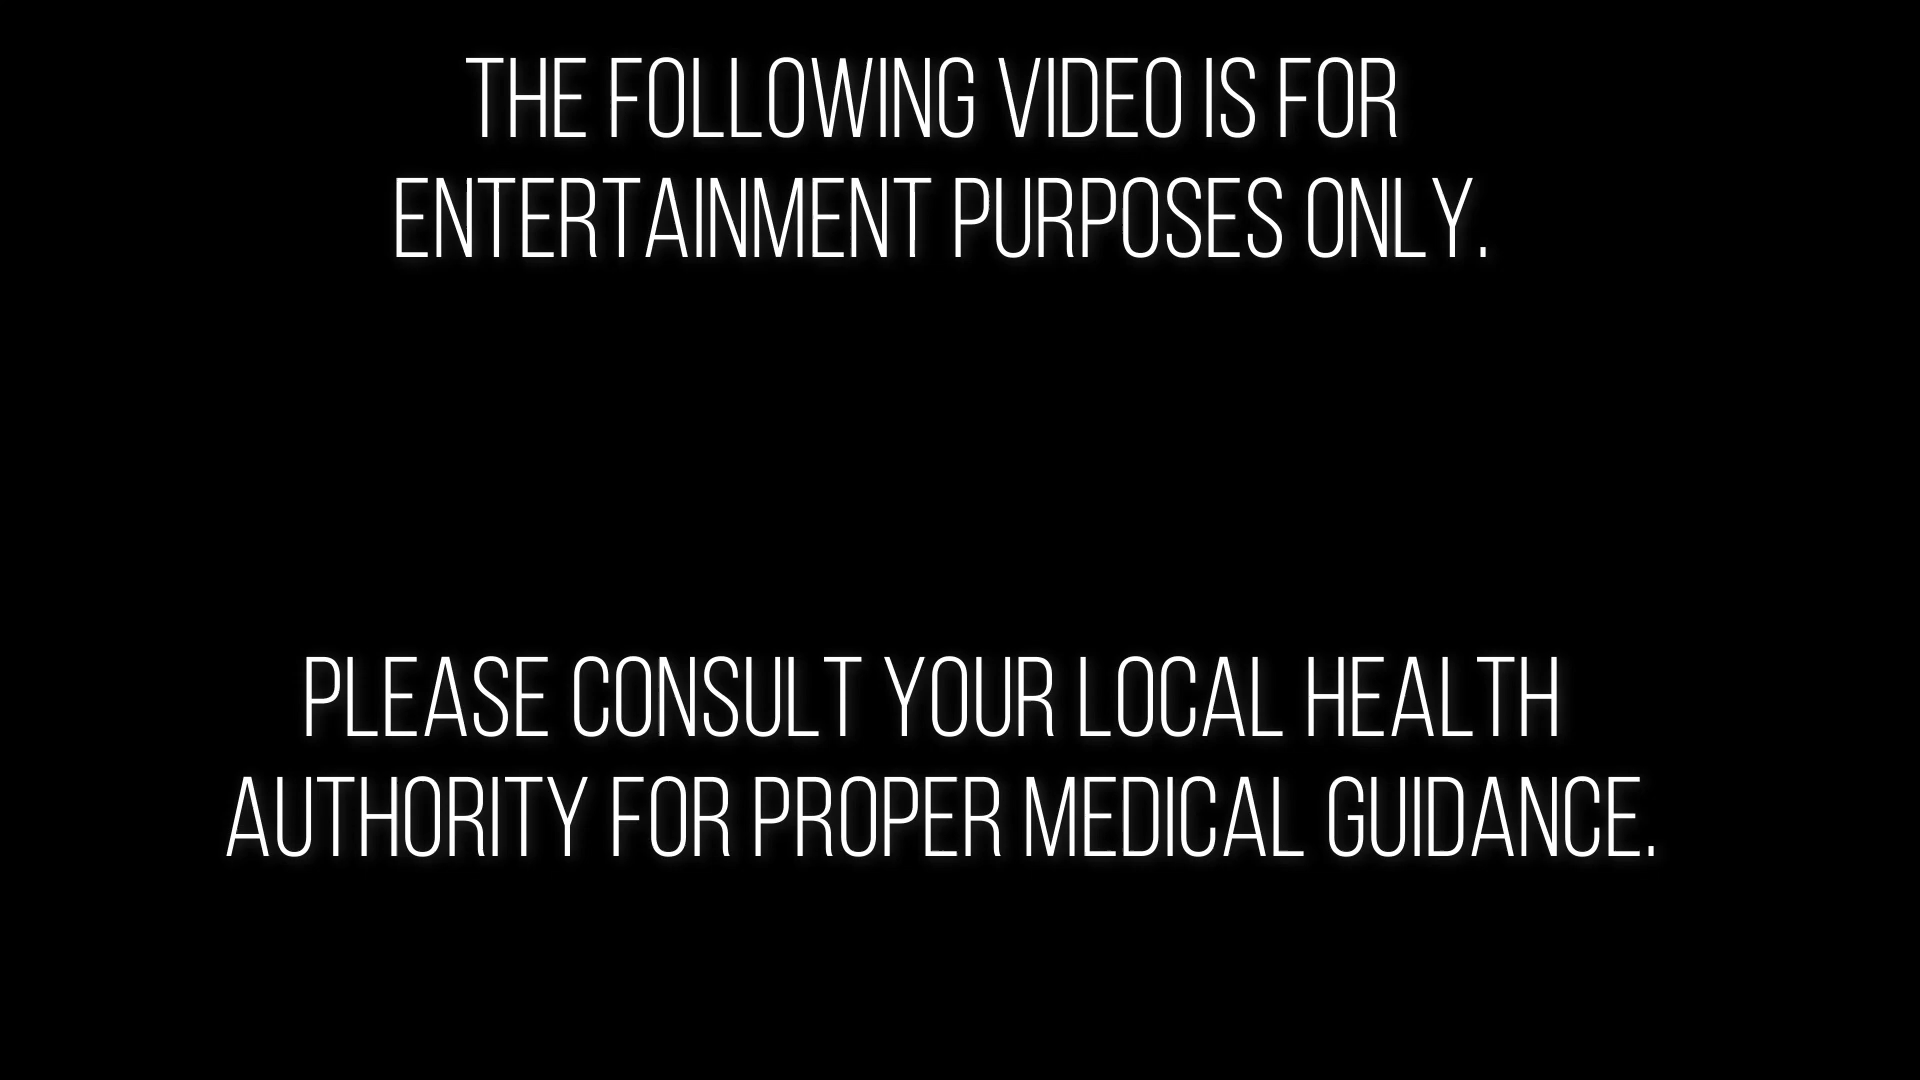 THE FOLLOWING VIDEO IS FOR
ENTERTAINMENT PURPOSES ONLY.
PLEASE CONSULT YOUR LOCAL HEALTH
AUTHORITY FOR PROPER MEDICAL GUIDANCE.